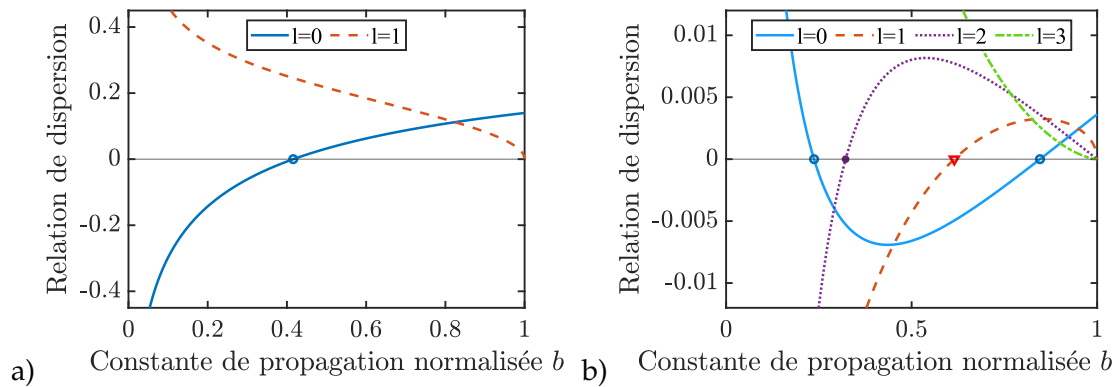 l=0 l=1
0.4
0.2
0
-0.2
-0.4
Relation de dispersion
0 0.2 0.4 0.6 0.8 1
Constante de propagation normalisée b
a)
l=0 l=1 l=2 l=3
0.01
0.005
0
-0.005
-0.01
Relation de dispersion
0 0.5 1
Constante de propagation normalisée b
b)